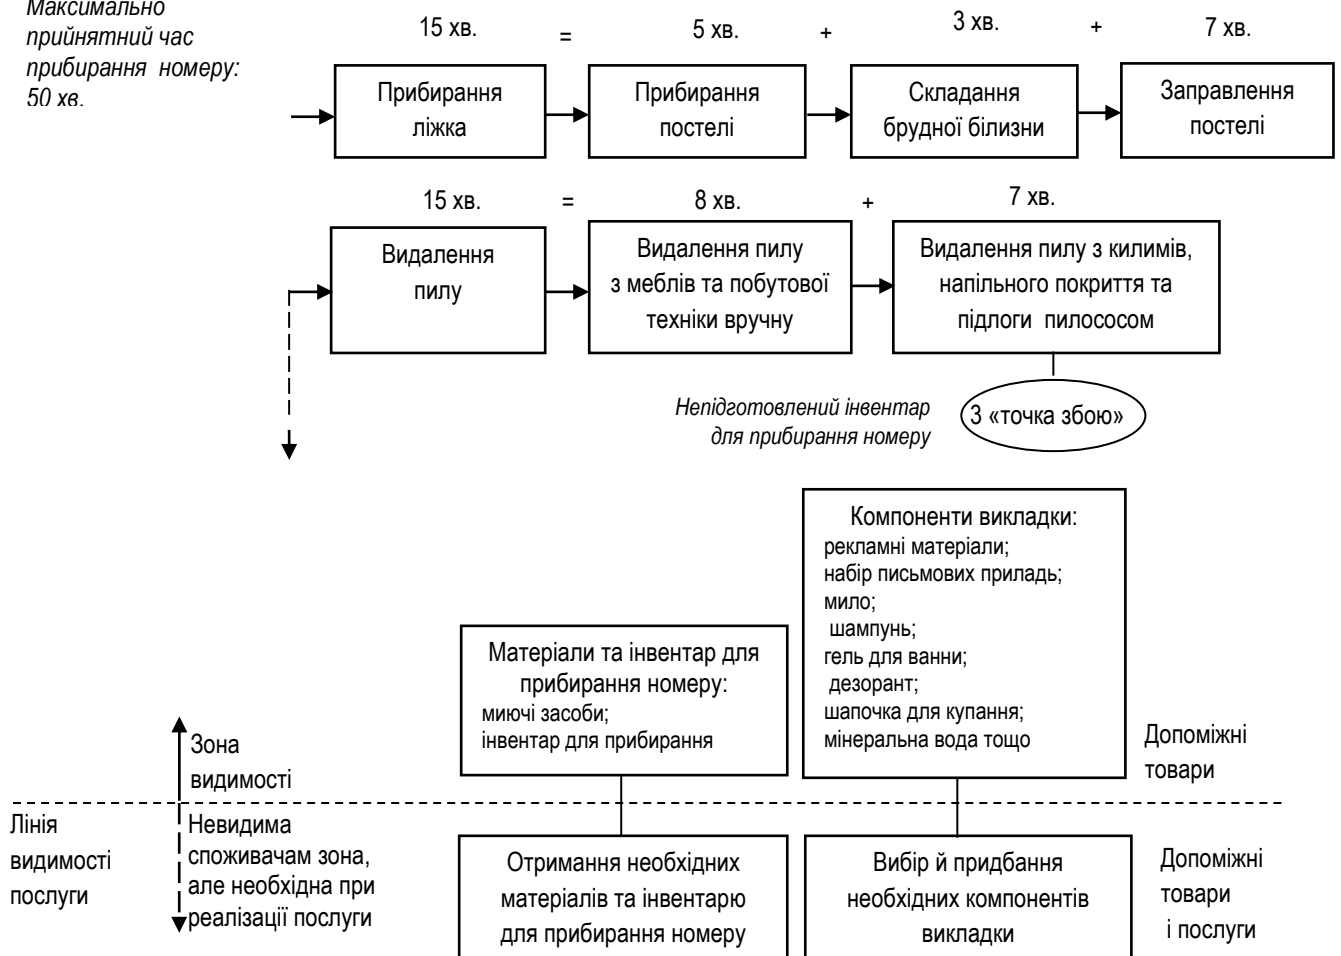 Максимально
прийнятний час
прибирання номеру:
50 хв.
15 хв. = 5 хв. + 3 хв. + 7 хв.
Прибирання
ліжка
Прибирання
постелі
Складання
брудної білизни
Заправлення
постелі
15 хв. = 8 хв. + 7 хв.
Видалення
пилу
Видалення пилу
з меблів та побутової
техніки вручну
Видалення пилу з килимів,
напільного покриття та
підлоги пилососом
Непідготовлений інвентар
для прибирання номеру
3 «точка збою»
Компоненти викладки:
рекламні матеріали;
набір письмових приладь;
мило;
шампунь;
гель для ванни;
дезорант;
шапочка для купання;
мінеральна вода тощо
Матеріали та інвентар для
прибирання номеру:
миючі засоби;
інвентар для прибирання
Зона
видимості
Допоміжні
товари
Лінія
видимості
послуги
Невидима
споживачам зона,
але необхідна при
реалізації послуги
Отримання необхідних
матеріалів та інвентарю
для прибирання номеру
Вибір й придбання
необхідних компонентів
викладки
Допоміжні
товари
і послуги